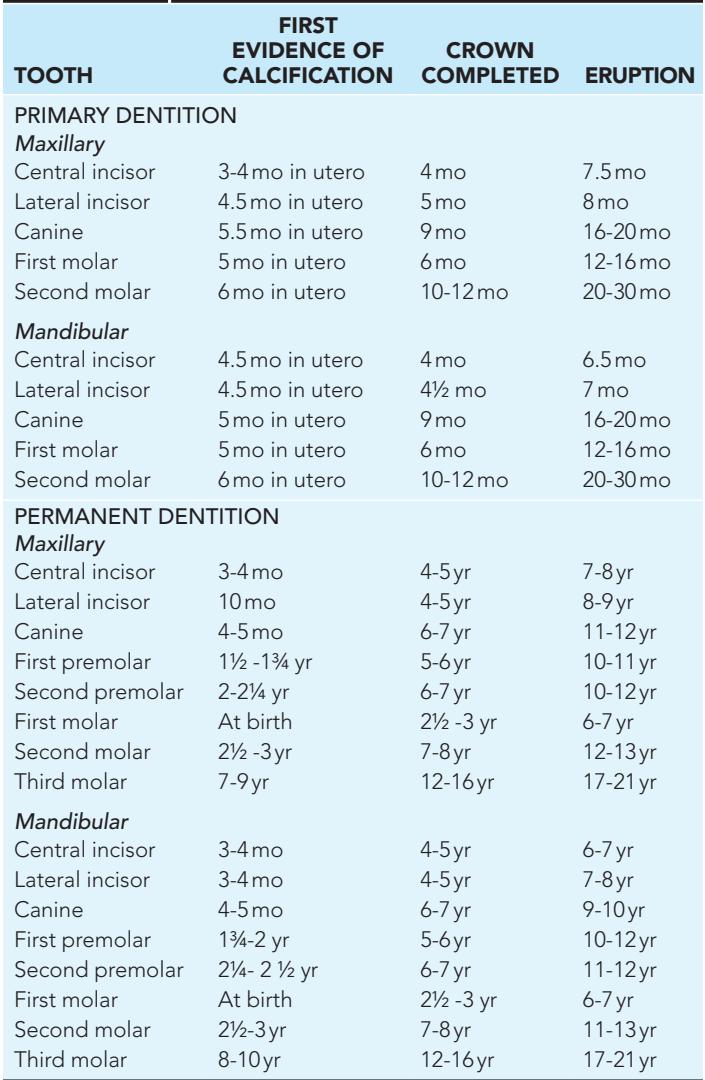 FIRST
EVIDENCE OF CROWN
TOOTH CALCIFICATION COMPLETED ERUPTION
PRIMARY DENTITION
Maxillary
Central incisor 3-4 mo in utero 4 mo 7.5 mo
Lateral incisor 4.5 mo in utero 5 mo 8 mo
Canine 5.5 mo in utero 9 mo 16-20 mo
First molar 5 mo in utero 6 mo 12-16 mo
Second molar 6 mo in utero 10-12 mo 20-30 mo
Mandibular
Central incisor 4.5 mo in utero 4 mo 6.5 mo
Lateral incisor 4.5 mo in utero 4½ mo 7 mo
Canine 5 mo in utero 9 mo 16-20 mo
First molar 5 mo in utero 6 mo 12-16 mo
Second molar 6 mo in utero 10-12 mo 20-30 mo
PERMANENT DENTITION
Maxillary
Central incisor 3-4 mo 4-5 yr 7-8 yr
Lateral incisor 10 mo 4-5 yr 8-9 yr
Canine 4-5 mo 6-7 yr 11-12 yr
First premolar 1½ -1¾ yr 5-6 yr 10-11 yr
Second premolar 2-2¼ yr 6-7 yr 10-12 yr
First molar At birth 2½ -3 yr 6-7 yr
Second molar 2½ -3 yr 7-8 yr 12-13 yr
Third molar 7-9 yr 12-16 yr 17-21 yr
Mandibular
Central incisor 3-4 mo 4-5 yr 6-7 yr
Lateral incisor 3-4 mo 4-5 yr 7-8 yr
Canine 4-5 mo 6-7 yr 9-10 yr
First premolar 1¾-2 yr 5-6 yr 10-12 yr
Second premolar 2¼- 2 ½ yr 6-7 yr 11-12 yr
First molar At birth 2½ -3 yr 6-7 yr
Second molar 2½-3 yr 7-8 yr 11-13 yr
Third molar 8-10 yr 12-16 yr 17-21 yr